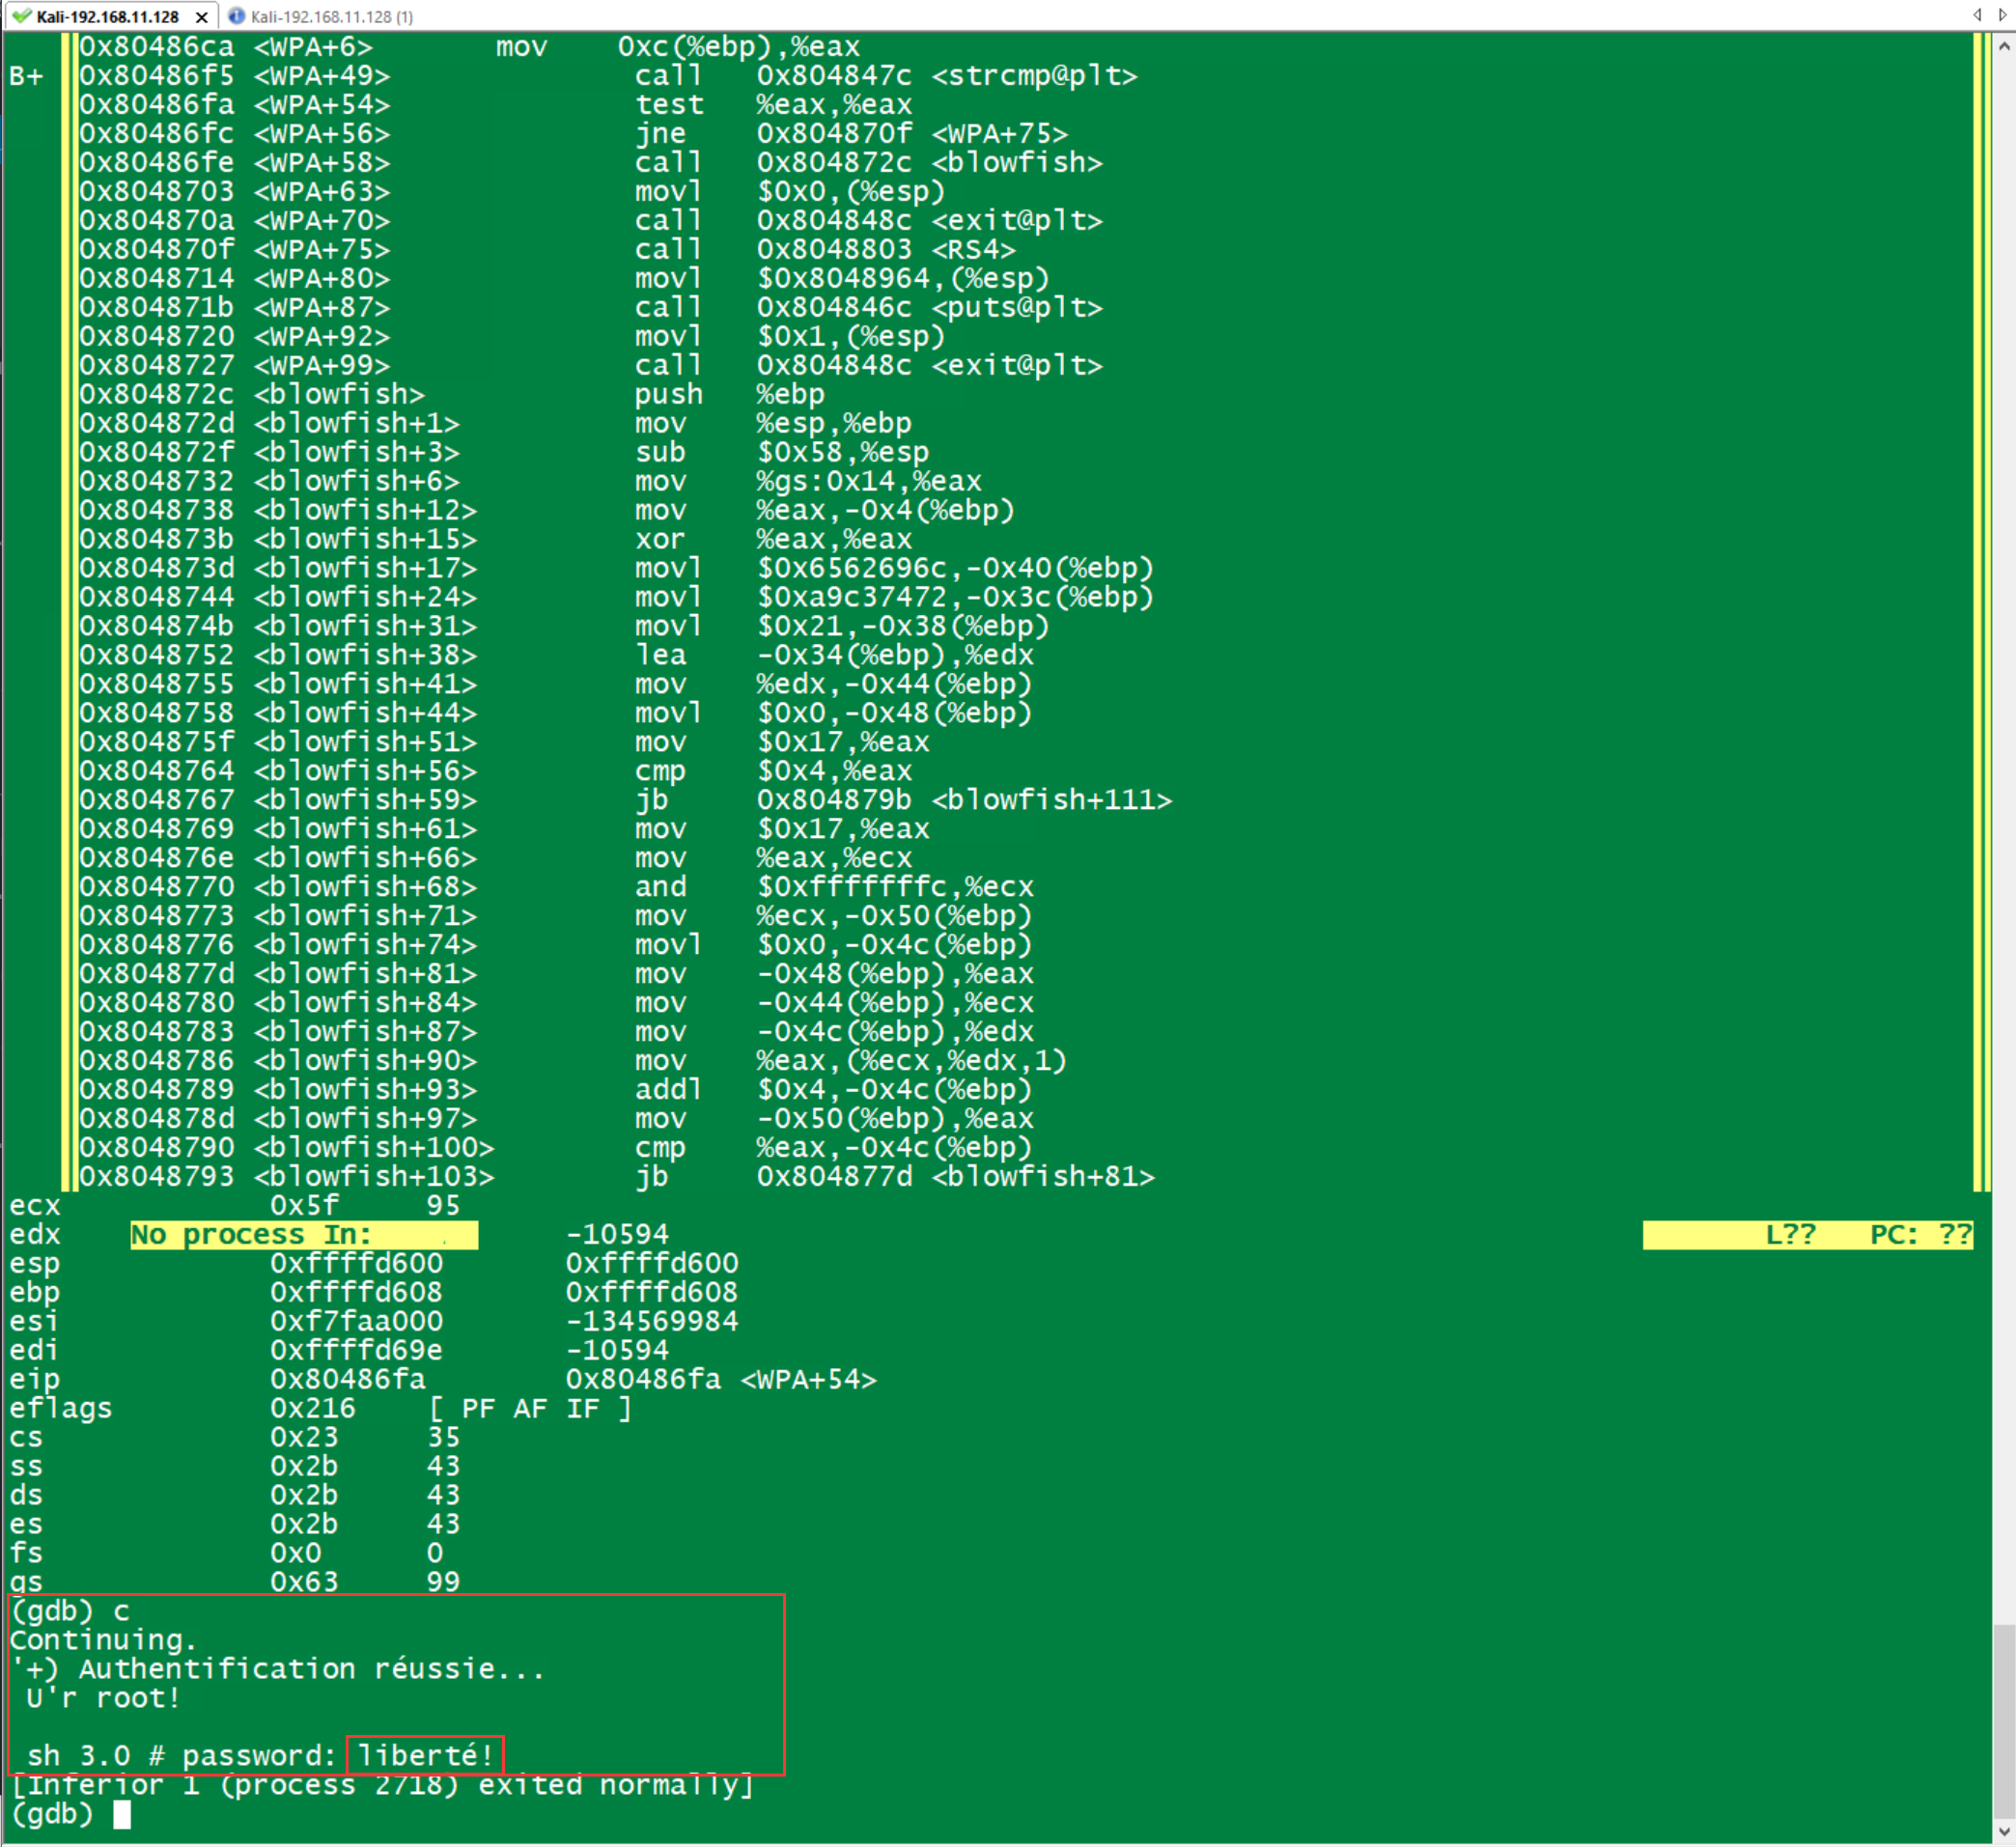 Kali-192.168.11.128 × Kali-192.168.11.128 (1)
0x80486ca <WPA+6> mov 0xc(%ebp),%eax
B+ 0x80486f5 <WPA+49> call 0x804847c <strcmp@plt>
0x80486fa <WPA+54> test %eax,%eax
0x80486fc <WPA+56> jne 0x804870f <WPA+75>
0x80486fe <WPA+58> call 0x804872c <blowfish>
0x8048703 <WPA+63> movl $0x0,(%esp)
0x804870a <WPA+70> call 0x804848c <exit@plt>
0x804870f <WPA+75> call 0x8048803 <RS4>
0x8048714 <WPA+80> movl $0x8048964,(%esp)
0x804871b <WPA+87> call 0x804846c <puts@plt>
0x8048720 <WPA+92> movl $0x1,(%esp)
0x8048727 <WPA+99> call 0x804848c <exit@plt>
0x804872c <blowfish> push %ebp
0x804872d <blowfish+1> mov %esp,%ebp
0x804872f <blowfish+3> sub $0x58,%esp
0x8048732 <blowfish+6> mov %gs:0x14,%eax
0x8048738 <blowfish+12> mov %eax,-0x4(%ebp)
0x804873b <blowfish+15> xor %eax,%eax
0x804873d <blowfish+17> movl $0x6562696c,-0x40(%ebp)
0x8048744 <blowfish+24> movl $0xa9c37472,-0x3c(%ebp)
0x804874b <blowfish+31> movl $0x21,-0x38(%ebp)
0x8048752 <blowfish+38> lea -0x34(%ebp),%edx
0x8048755 <blowfish+41> mov %edx,-0x44(%ebp)
0x8048758 <blowfish+44> movl $0x0,-0x48(%ebp)
0x804875f <blowfish+51> mov $0x17,%eax
0x8048764 <blowfish+56> cmp $0x4,%eax
0x8048767 <blowfish+59> jb 0x804879b <blowfish+111>
0x8048769 <blowfish+61> mov $0x17,%eax
0x804876e <blowfish+66> mov %eax,%ecx
0x8048770 <blowfish+68> and $0xfffffffc,%ecx
0x8048773 <blowfish+71> mov %ecx,-0x50(%ebp)
0x8048776 <blowfish+74> movl $0x0,-0x4c(%ebp)
0x804877d <blowfish+81> mov -0x48(%ebp),%eax
0x8048780 <blowfish+84> mov -0x44(%ebp),%ecx
0x8048783 <blowfish+87> mov -0x4c(%ebp),%edx
0x8048786 <blowfish+90> mov %eax,(%ecx,%edx,1)
0x8048789 <blowfish+93> addl $0x4,-0x4c(%ebp)
0x804878d <blowfish+97> mov -0x50(%ebp),%eax
0x8048790 <blowfish+100> cmp %eax,-0x4c(%ebp)
0x8048793 <blowfish+103> jb 0x804877d <blowfish+81>
ecx 0x5f 95
edx No process In: -10594 L?? PC: ??
esp 0xffffd600 0xffffd600
ebp 0xffffd608 0xffffd608
esi 0xf7faa000 -134569984
edi 0xffffd69e -10594
eip 0x80486fa 0x80486fa <WPA+54>
eflags 0x216 [ PF AF IF ]
cs 0x23 35
ss 0x2b 43
ds 0x2b 43
es 0x2b 43
fs 0x0 0
gs 0x63 99
(gdb) c
Continuing.
'+) Authentification réussie...
U'r root!
sh 3.0 # password: liberté!
[Inferior 1 (process 2718) exited normally]
(gdb)